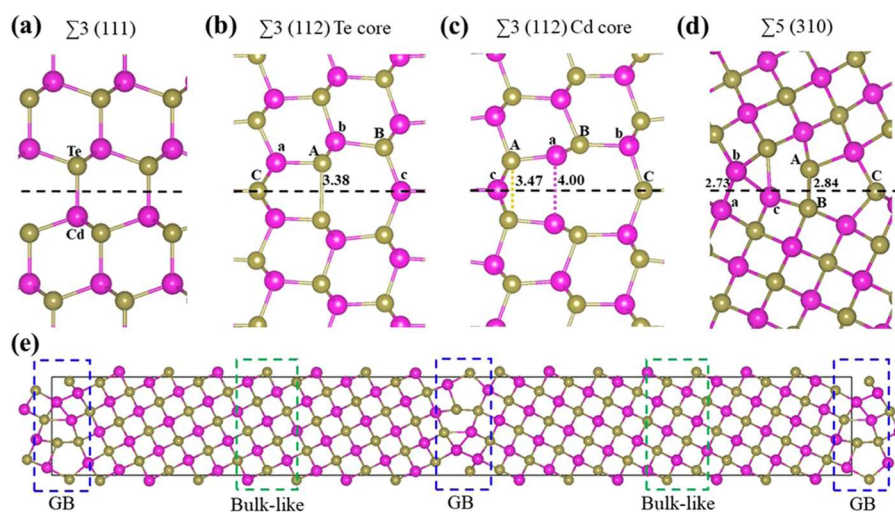 (a) ∑3 (111) (b) ∑3 (112) Te core (c) ∑3 (112) Cd core (d) ∑5 (310)
Te
Cd
a A b B
C 3.38 c
A a B b
c 3.47 4.00 C
b A
2.73 2.84 C
a c B
(e)
GB Bulk-like GB Bulk-like GB